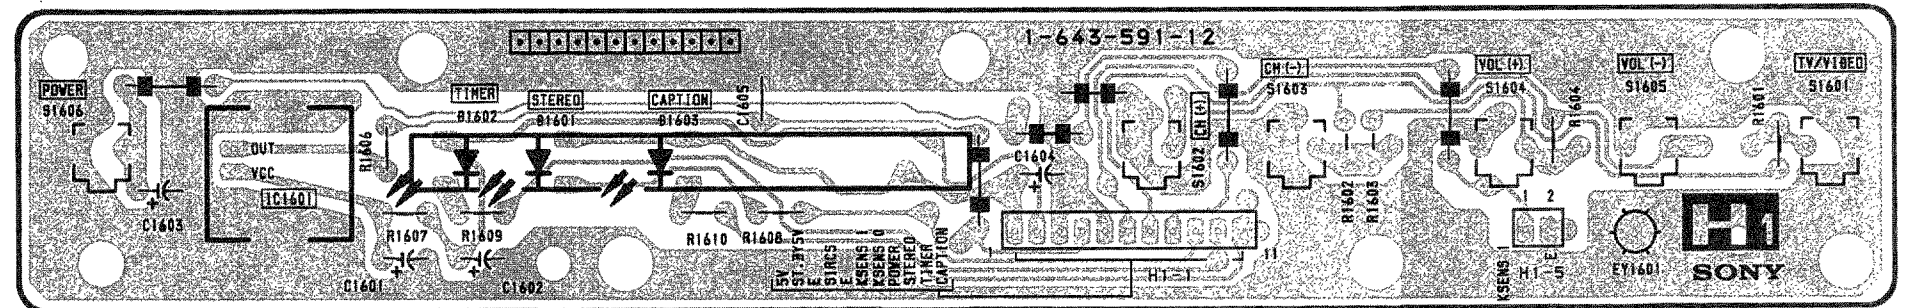 1-643-591-12
POWER
S1606
TIMER
D1602
STEREO
D1601
CAPTION
D1603
C1605
CH (-)
S1603
VOL (+)
S1604
VOL (-)
S1605
TV/VIDEO
S1601
R1606
OUT
VCC
IC1601
C1603
C1604
CH (+)
S1602
R1604
R1601
R1602
R1603
R1607
R1609
R1610
R1608
C1601
C1602
5V
ST-BY5V
E
SIRCS
E
KSENS 1
KSENS 0
POWER
STEREO
TIMER
CAPTION
1
11
H1-1
1 2
KSENS1
E
H1-5
EY1601
H1
SONY